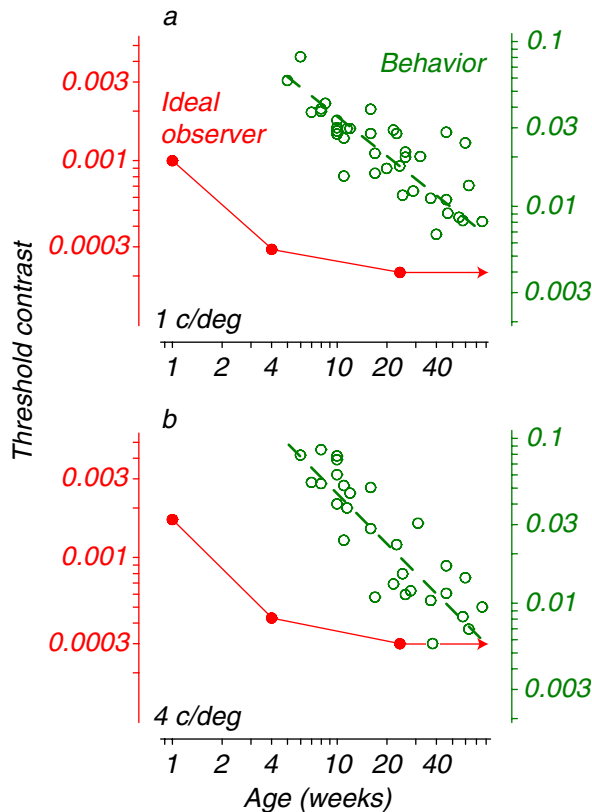 a
0.003
0.001
0.0003
Ideal
observer
Behavior
0.1
0.03
0.01
0.003
1 c/deg
1 2 4 10 20 40
Threshold contrast
b
0.003
0.001
0.0003
0.1
0.03
0.01
0.003
4 c/deg
1 2 4 10 20 40
Age (weeks)